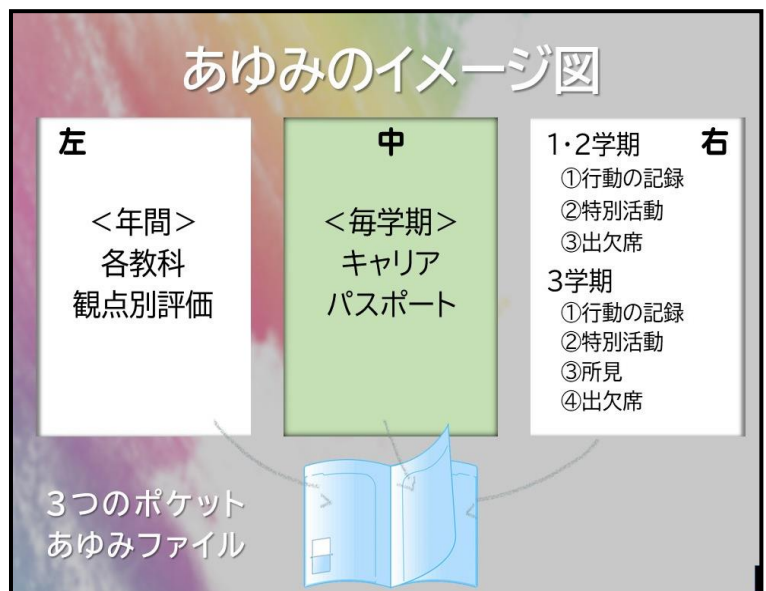 あゆみのイメージ図
左
＜年間＞
各教科
観点別評価
中
＜毎学期＞
キャリア
パスポート
1・2学期 右
①行動の記録
②特別活動
③出欠席
3学期
①行動の記録
②特別活動
③所見
④出欠席
3つのポケット
あゆみファイル